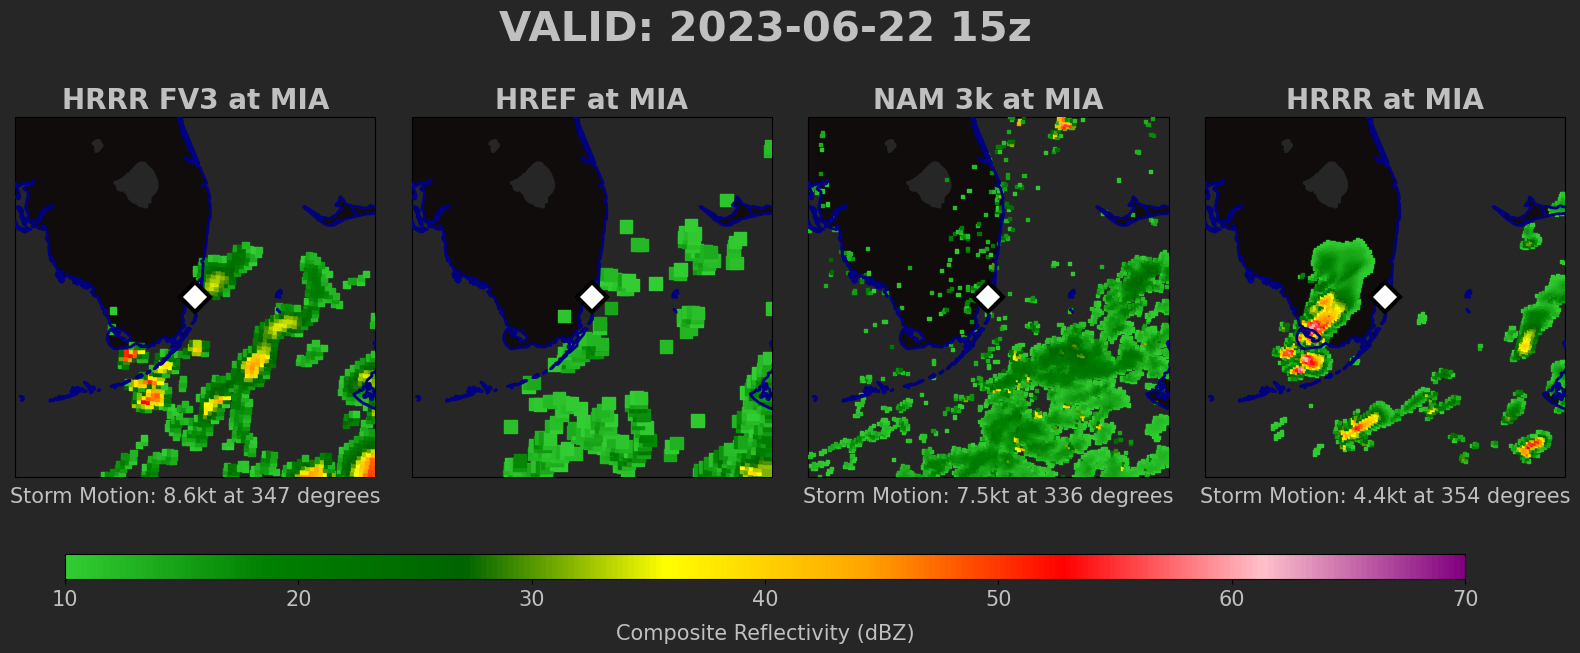 VALID: 2023-06-22 15z
HRRR FV3 at MIA
HREF at MIA
NAM 3k at MIA
HRRR at MIA
Storm Motion: 8.6kt at 347 degrees
Storm Motion: 7.5kt at 336 degrees
Storm Motion: 4.4kt at 354 degrees
10 20 30 40 50 60 70
Composite Reflectivity (dBZ)